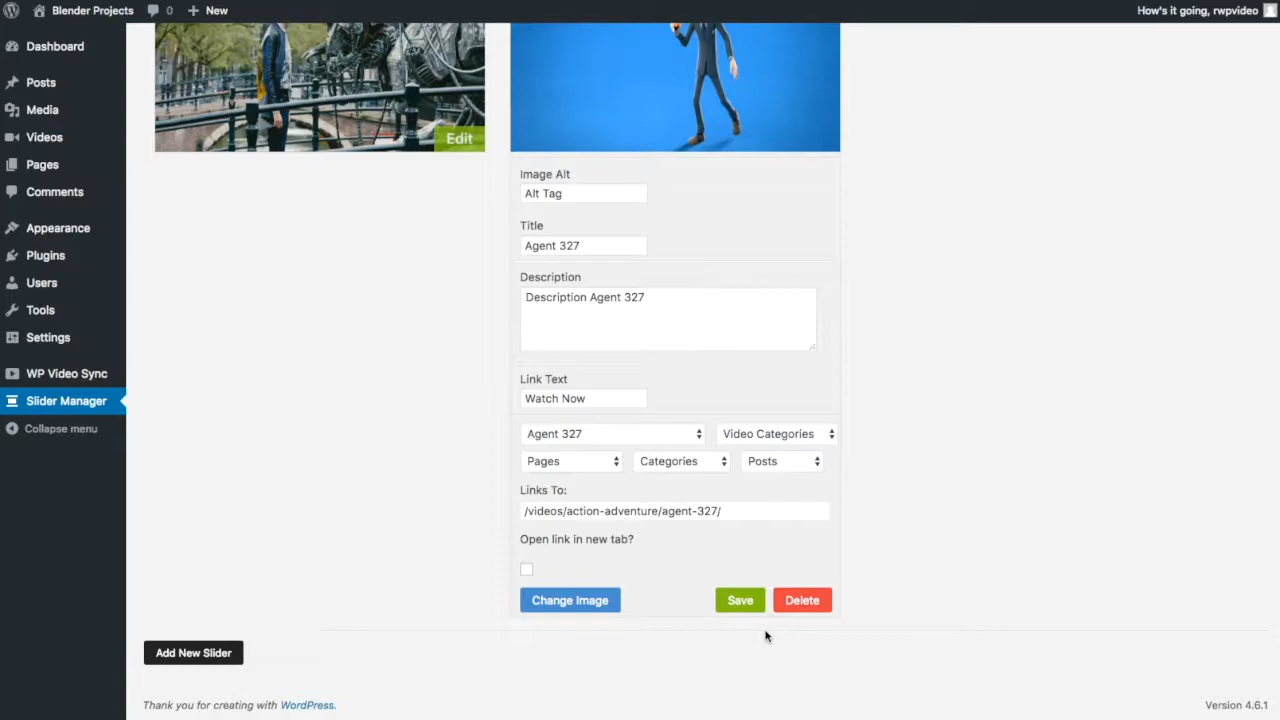 Blender Projects
0
New
How's it going, rwpvideo
Dashboard
Posts
Media
Videos
Pages
Comments
Appearance
Plugins
Users
Tools
Settings
WP Video Sync
Slider Manager
Collapse menu
Edit
Image Alt
Alt Tag
Title
Agent 327
Description
Description Agent 327
Link Text
Watch Now
Agent 327 Video Categories
Pages Categories Posts
Links To:
/videos/action-adventure/agent-327/
Open link in new tab?
Change Image Save Delete
Add New Slider
Thank you for creating with WordPress.
Version 4.6.1